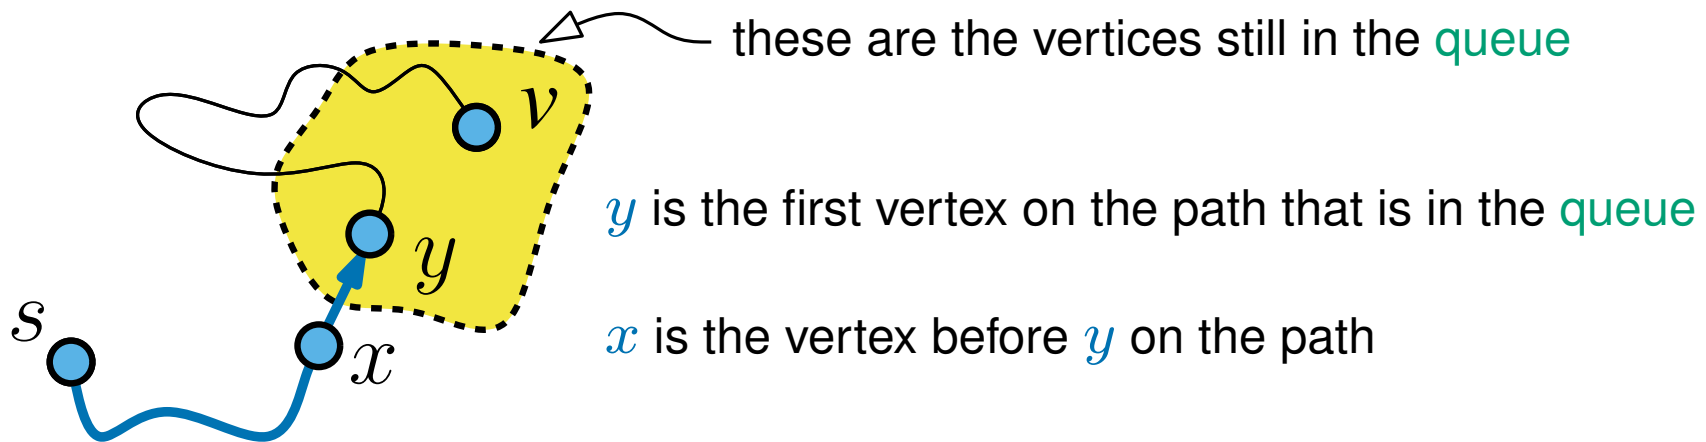 these are the vertices still in the queue
v
y is the first vertex on the path that is in the queue
y
s
x
x is the vertex before y on the path